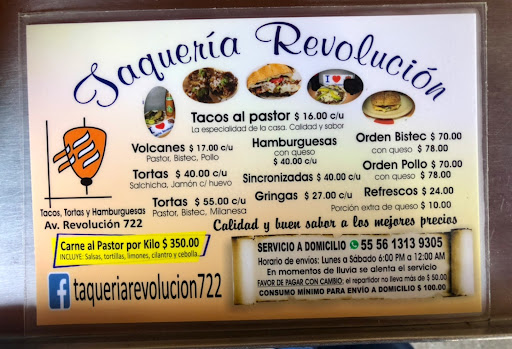 Taquería Revolución
I ♥
I ♥
Tacos al pastor $ 16.00 c/u
La especialidad de la casa. Calidad y sabor
Volcanes $ 17.00 c/u
Pastor, Bistec, Pollo
Tortas $ 40.00 c/u
Salchicha, Jamón c/ huevo
Tortas $ 55.00 c/u
Pastor, Bistec, Milanesa
Hamburguesas
con queso
$ 40.00 c/u
Sincronizadas $ 40.00 c/u
Gringas $ 27.00 c/u
Orden Bistec $ 70.00
con queso $ 78.00
Orden Pollo $ 70.00
con queso $ 78.00
Refrescos $ 24.00
Porción extra de queso $ 10.00
Tacos, Tortas y Hamburguesas
Av. Revolución 722
Calidad y buen sabor a los mejores precios
Carne al Pastor por Kilo $ 350.00
INCLUYE: Salsas, tortillas, limones, cilantro y cebolla.
f taqueriarevolucion722
SERVICIO A DOMICILIO 55 56 1313 9305
Horario de envíos: Lunes a Sábado 6:00 PM a 12:00 AM
En momentos de lluvia se alenta el servicio
FAVOR DE PAGAR CON CAMBIO: el repartidor no lleva mas de $ 50.00
CONSUMO MÍNIMO PARA ENVÍO A DOMICILIO $ 100.00